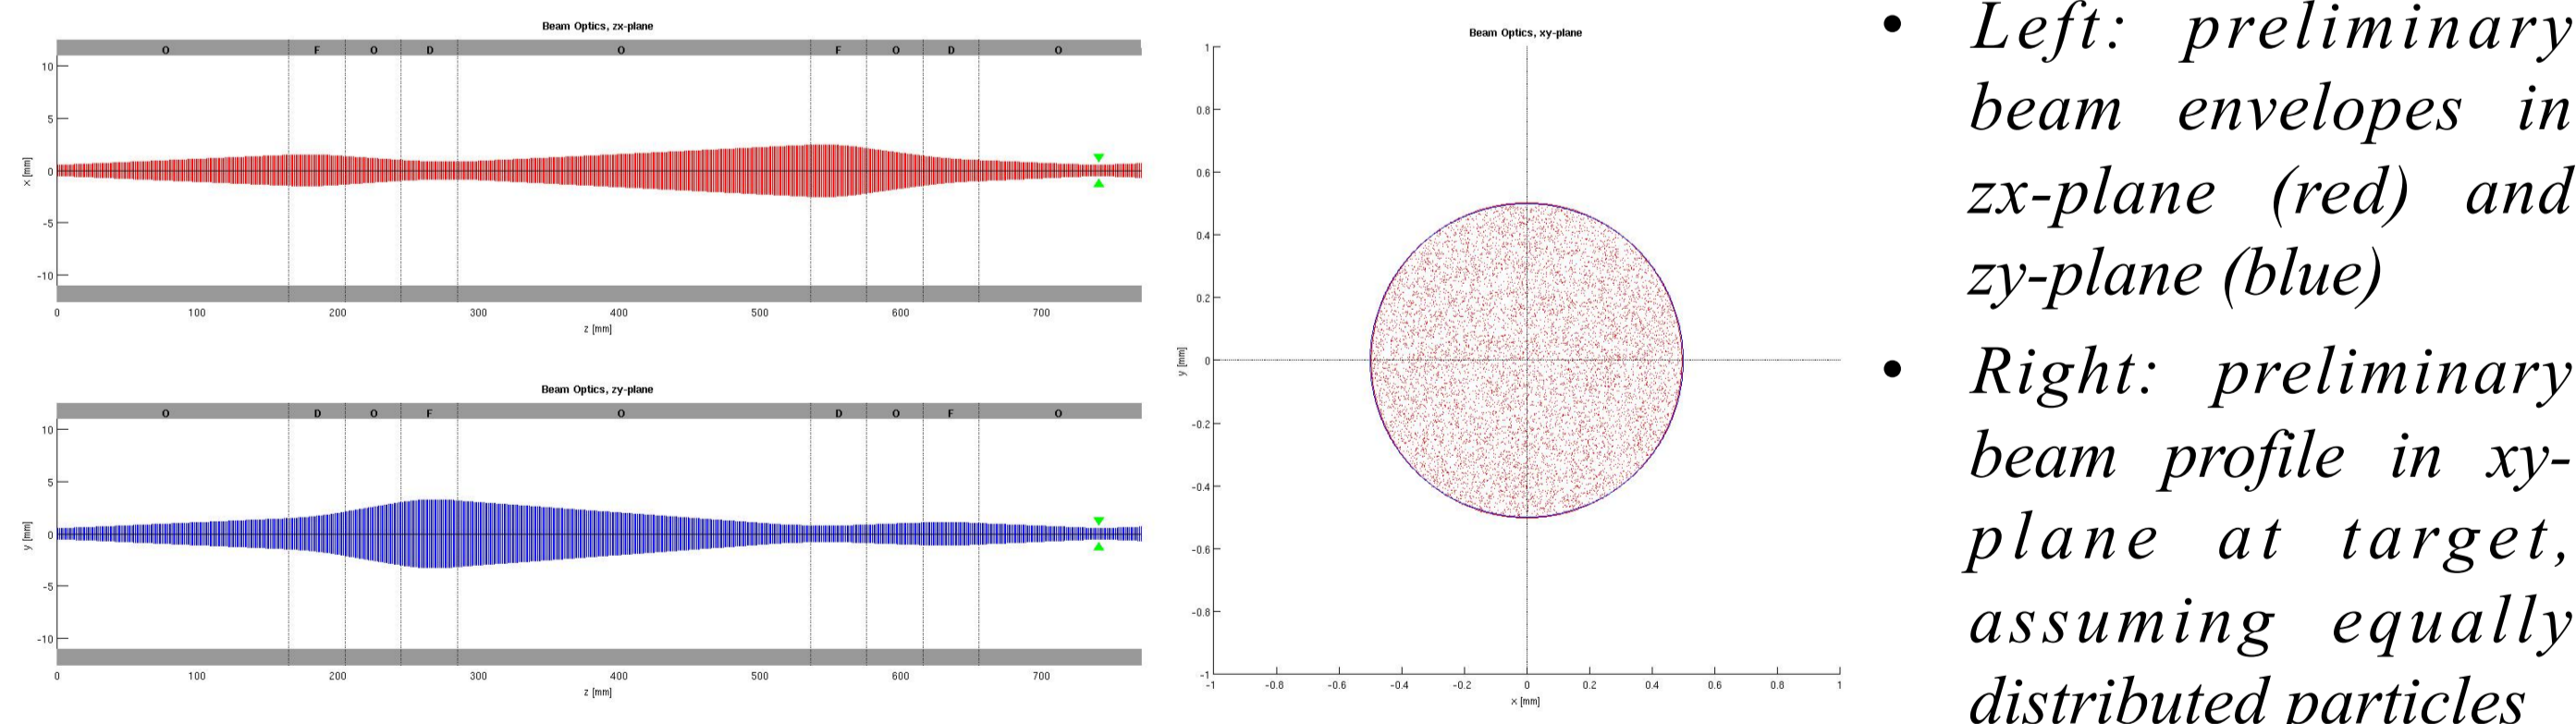 Beam Optics, zx-plane
O F O D O F O D O
10
5
0
-5
-10
x [mm]
0 100 200 300 400 500 600 700
z [mm]
Beam Optics, zy-plane
O D O F O D O F O
10
5
0
-5
-10
y [mm]
0 100 200 300 400 500 600 700
z [mm]
Beam Optics, xy-plane
1
0.8
0.6
0.4
0.2
0
-0.2
-0.4
-0.6
-0.8
-1
y [mm]
-1 -0.8 -0.6 -0.4 -0.2 0 0.2 0.4 0.6 0.8 1
x [mm]
• Left: preliminary
beam envelopes in
zx-plane (red) and
zy-plane (blue)
• Right: preliminary
beam profile in xy-
plane at target,
assuming equally
distributed particles